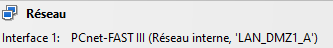 Réseau
Interface 1: PCnet-FAST III (Réseau interne, 'LAN_DMZ1_A')